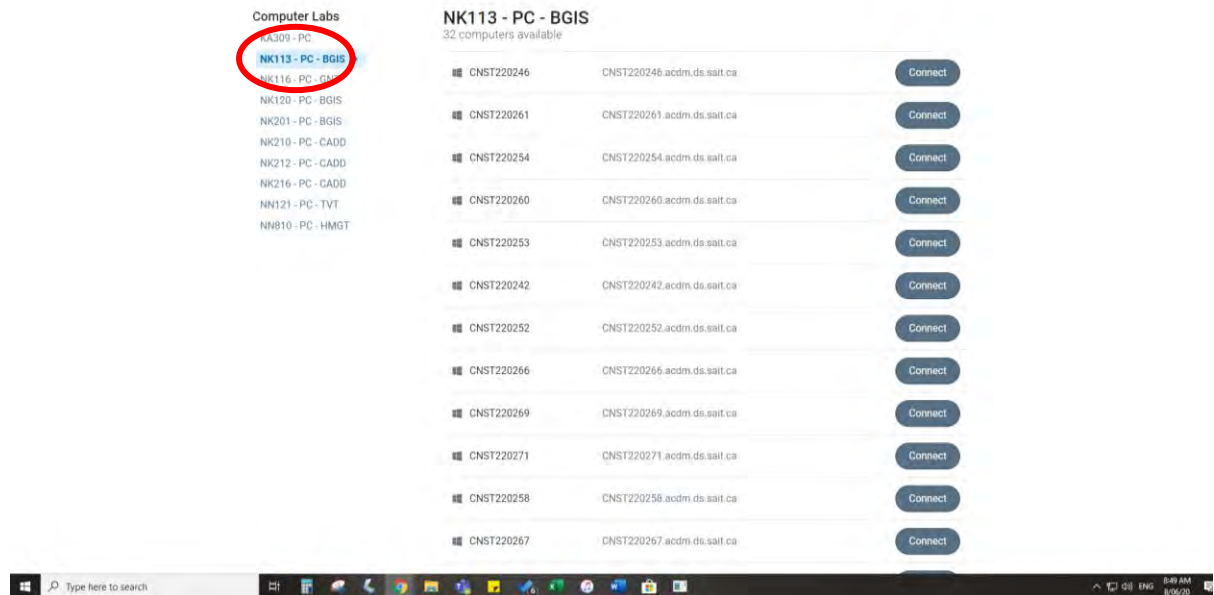 Computer Labs
KA309 - PC
NK113 - PC - BGIS
NK116 - PC - GNT
NK120 - PC - BGIS
NK201 - PC - BGIS
NK210 - PC - CADD
NK212 - PC - CADD
NK216 - PC - CADD
NN121 - PC - TVT
NN810 - PC - HMGT
NK113 - PC - BGIS
32 computers available
CNST220246 CNST220246.acdm.ds.sait.ca Connect
CNST220261 CNST220261.acdm.ds.sait.ca Connect
CNST220254 CNST220254.acdm.ds.sait.ca Connect
CNST220260 CNST220260.acdm.ds.sait.ca Connect
CNST220253 CNST220253.acdm.ds.sait.ca Connect
CNST220242 CNST220242.acdm.ds.sait.ca Connect
CNST220252 CNST220252.acdm.ds.sait.ca Connect
CNST220266 CNST220266.acdm.ds.sait.ca Connect
CNST220269 CNST220269.acdm.ds.sait.ca Connect
CNST220271 CNST220271.acdm.ds.sait.ca Connect
CNST220258 CNST220258.acdm.ds.sait.ca Connect
CNST220267 CNST220267.acdm.ds.sait.ca Connect
Type here to search
ENG
8:49 AM
8/06/20